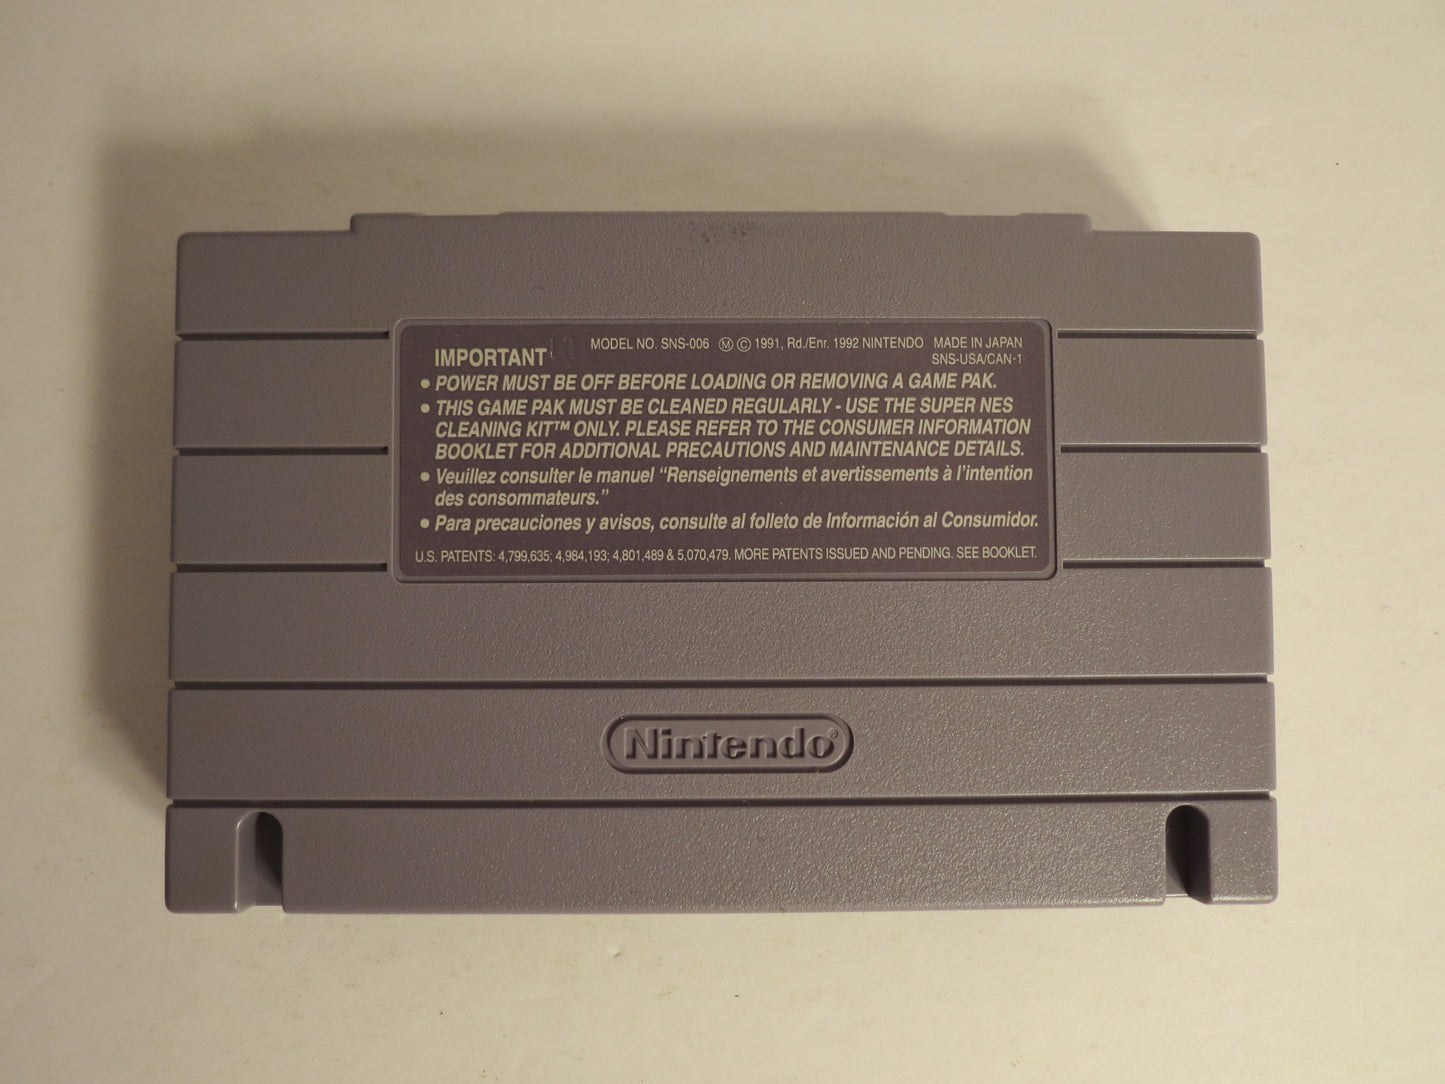 IMPORTANT MODEL NO. SNS-006 Ⓜ © 1991, Rd./Enr. 1992 NINTENDO MADE IN JAPAN
SNS-USA/CAN-1
• POWER MUST BE OFF BEFORE LOADING OR REMOVING A GAME PAK.
• THIS GAME PAK MUST BE CLEANED REGULARLY - USE THE SUPER NES
CLEANING KIT™ ONLY. PLEASE REFER TO THE CONSUMER INFORMATION
BOOKLET FOR ADDITIONAL PRECAUTIONS AND MAINTENANCE DETAILS.
• Veuillez consulter le manuel “Renseignements et avertissements à l’intention
des consommateurs.”
• Para precauciones y avisos, consulte al folleto de Información al Consumidor.
U.S. PATENTS: 4,799,635; 4,984,193; 4,801,489 & 5,070,479. MORE PATENTS ISSUED AND PENDING. SEE BOOKLET.
Nintendo®